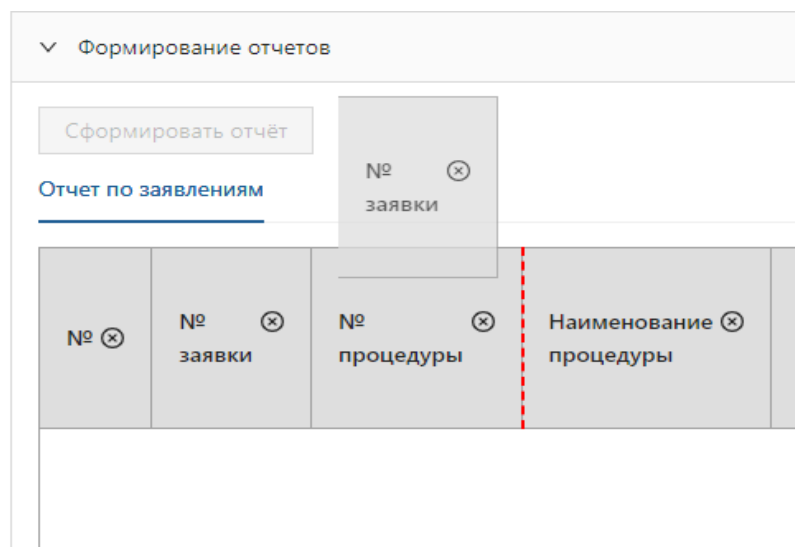 Формирование отчетов
Сформировать отчёт
№
заявки
Отчет по заявлениям
№
№
заявки
№
процедуры
Наименование
процедуры